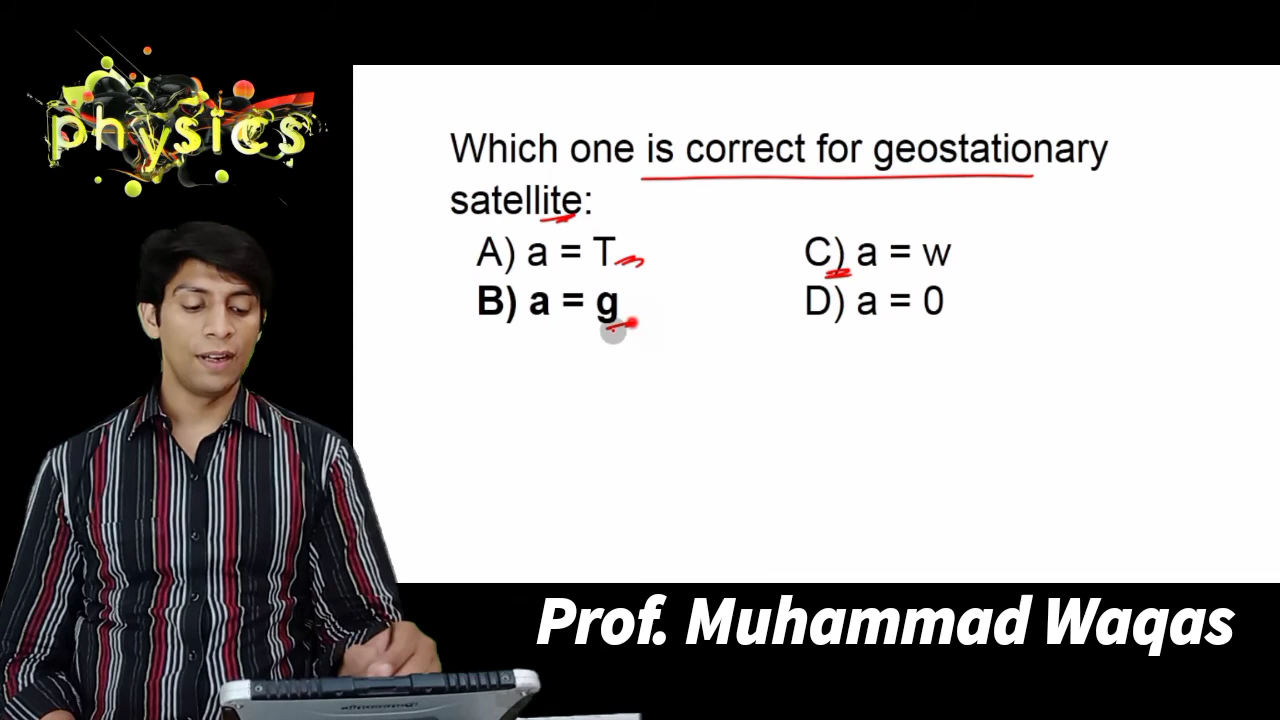 physics
Which one is correct for geostationary
satellite:
A) a = T
C) a = w
B) a = g
D) a = 0
Prof. Muhammad Waqas